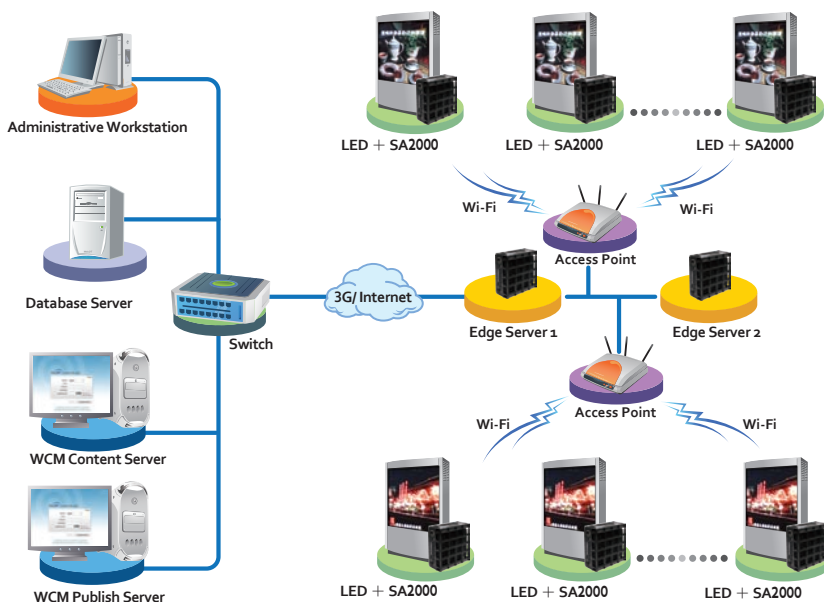 Administrative Workstation
Database Server
Switch
WCM Content Server
WCM Publish Server
3G/ Internet
LED + SA2000
LED + SA2000
LED + SA2000
Wi-Fi
Wi-Fi
Access Point
Edge Server 1
Edge Server 2
Access Point
Wi-Fi
Wi-Fi
LED + SA2000
LED + SA2000
LED + SA2000